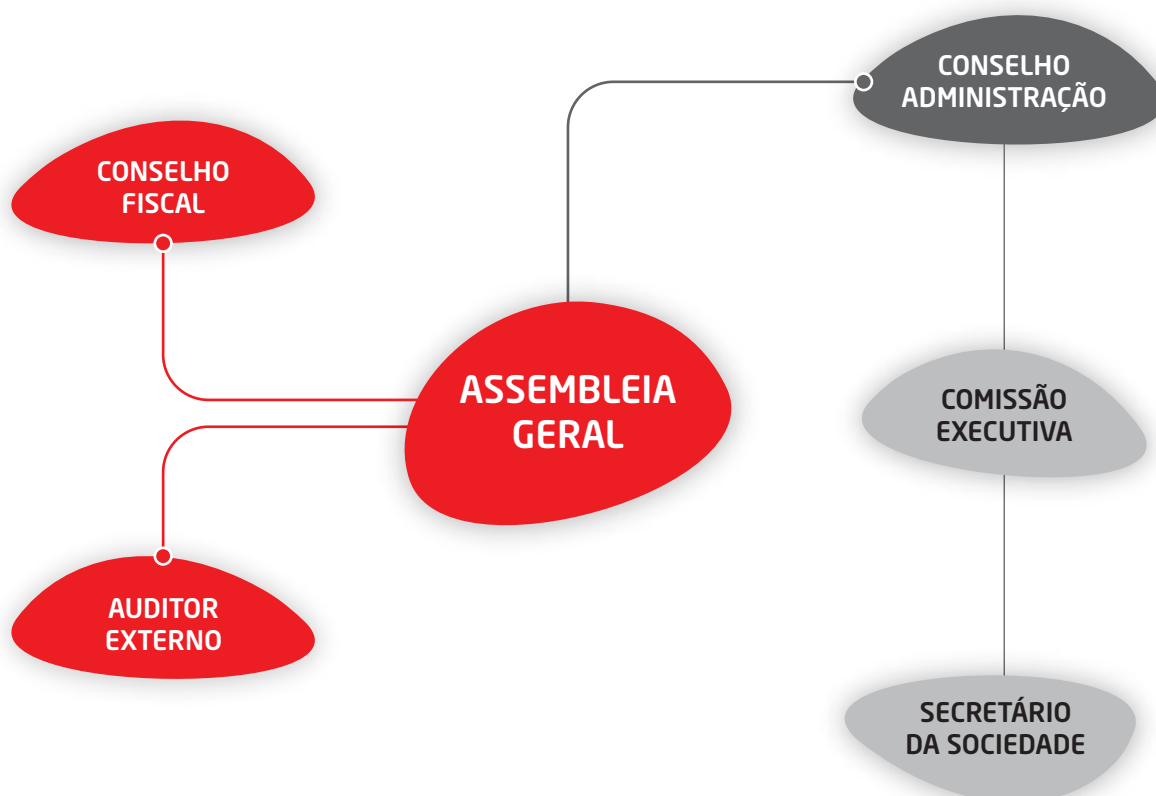 CONSELHO
ADMINISTRAÇÃO
CONSELHO
FISCAL
ASSEMBLEIA
GERAL
COMISSÃO
EXECUTIVA
AUDITOR
EXTERNO
SECRETÁRIO
DA SOCIEDADE